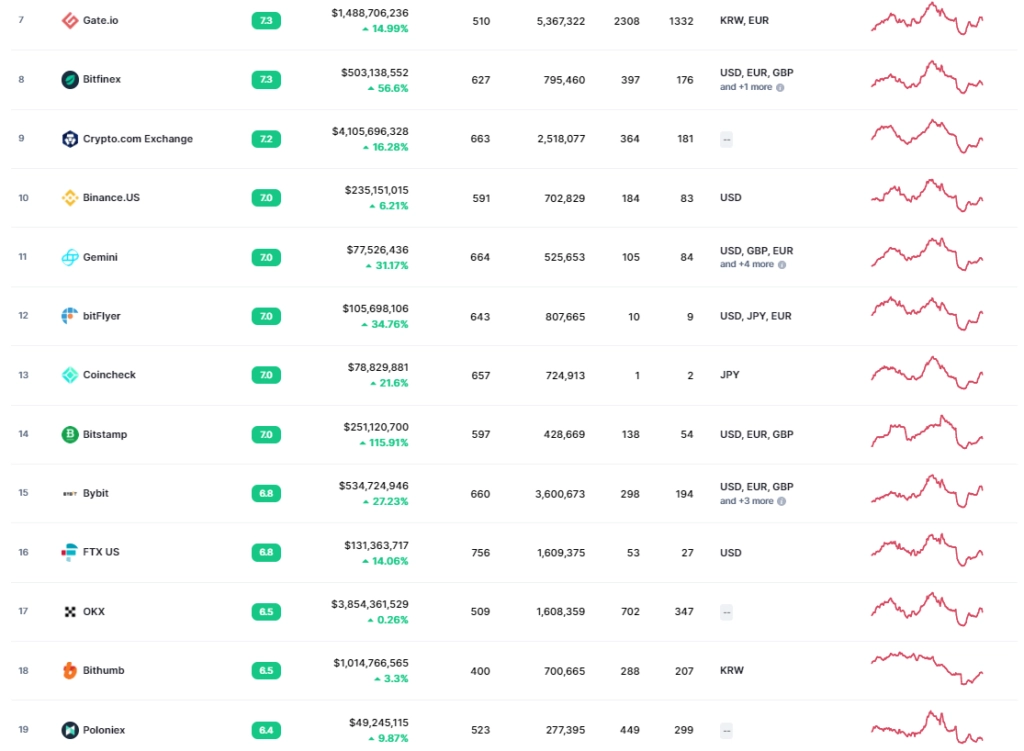 7 Gate.io 7.3 $1,488,706,236 510 5,367,322 2308 1332 KRW, EUR
14.99%
8 Bitfinex 7.3 $503,138,552 627 795,460 397 176 USD, EUR, GBP
56.6% and +1 more
9 Crypto.com Exchange 7.2 $4,105,696,328 663 2,518,077 364 181 --
16.28%
10 Binance.US 7.0 $235,151,015 591 702,829 184 83 USD
6.21%
11 Gemini 7.0 $77,526,436 664 525,653 105 84 USD, GBP, EUR
31.17% and +4 more
12 bitFlyer 7.0 $105,698,106 643 807,665 10 9 USD, JPY, EUR
34.76%
13 Coincheck 7.0 $78,829,881 657 724,913 1 2 JPY
21.6%
14 Bitstamp 7.0 $251,120,700 597 428,669 138 54 USD, EUR, GBP
115.91%
15 Bybit 6.8 $534,724,946 660 3,600,673 298 194 USD, EUR, GBP
27.23% and +3 more
16 FTX US 6.8 $131,363,717 756 1,609,375 53 27 USD
14.06%
17 OKX 6.5 $3,854,361,529 509 1,608,359 702 347 --
0.26%
18 Bithumb 6.5 $1,014,766,565 400 700,665 288 207 KRW
3.3%
19 Poloniex 6.4 $49,245,115 523 277,395 449 299 --
9.87%